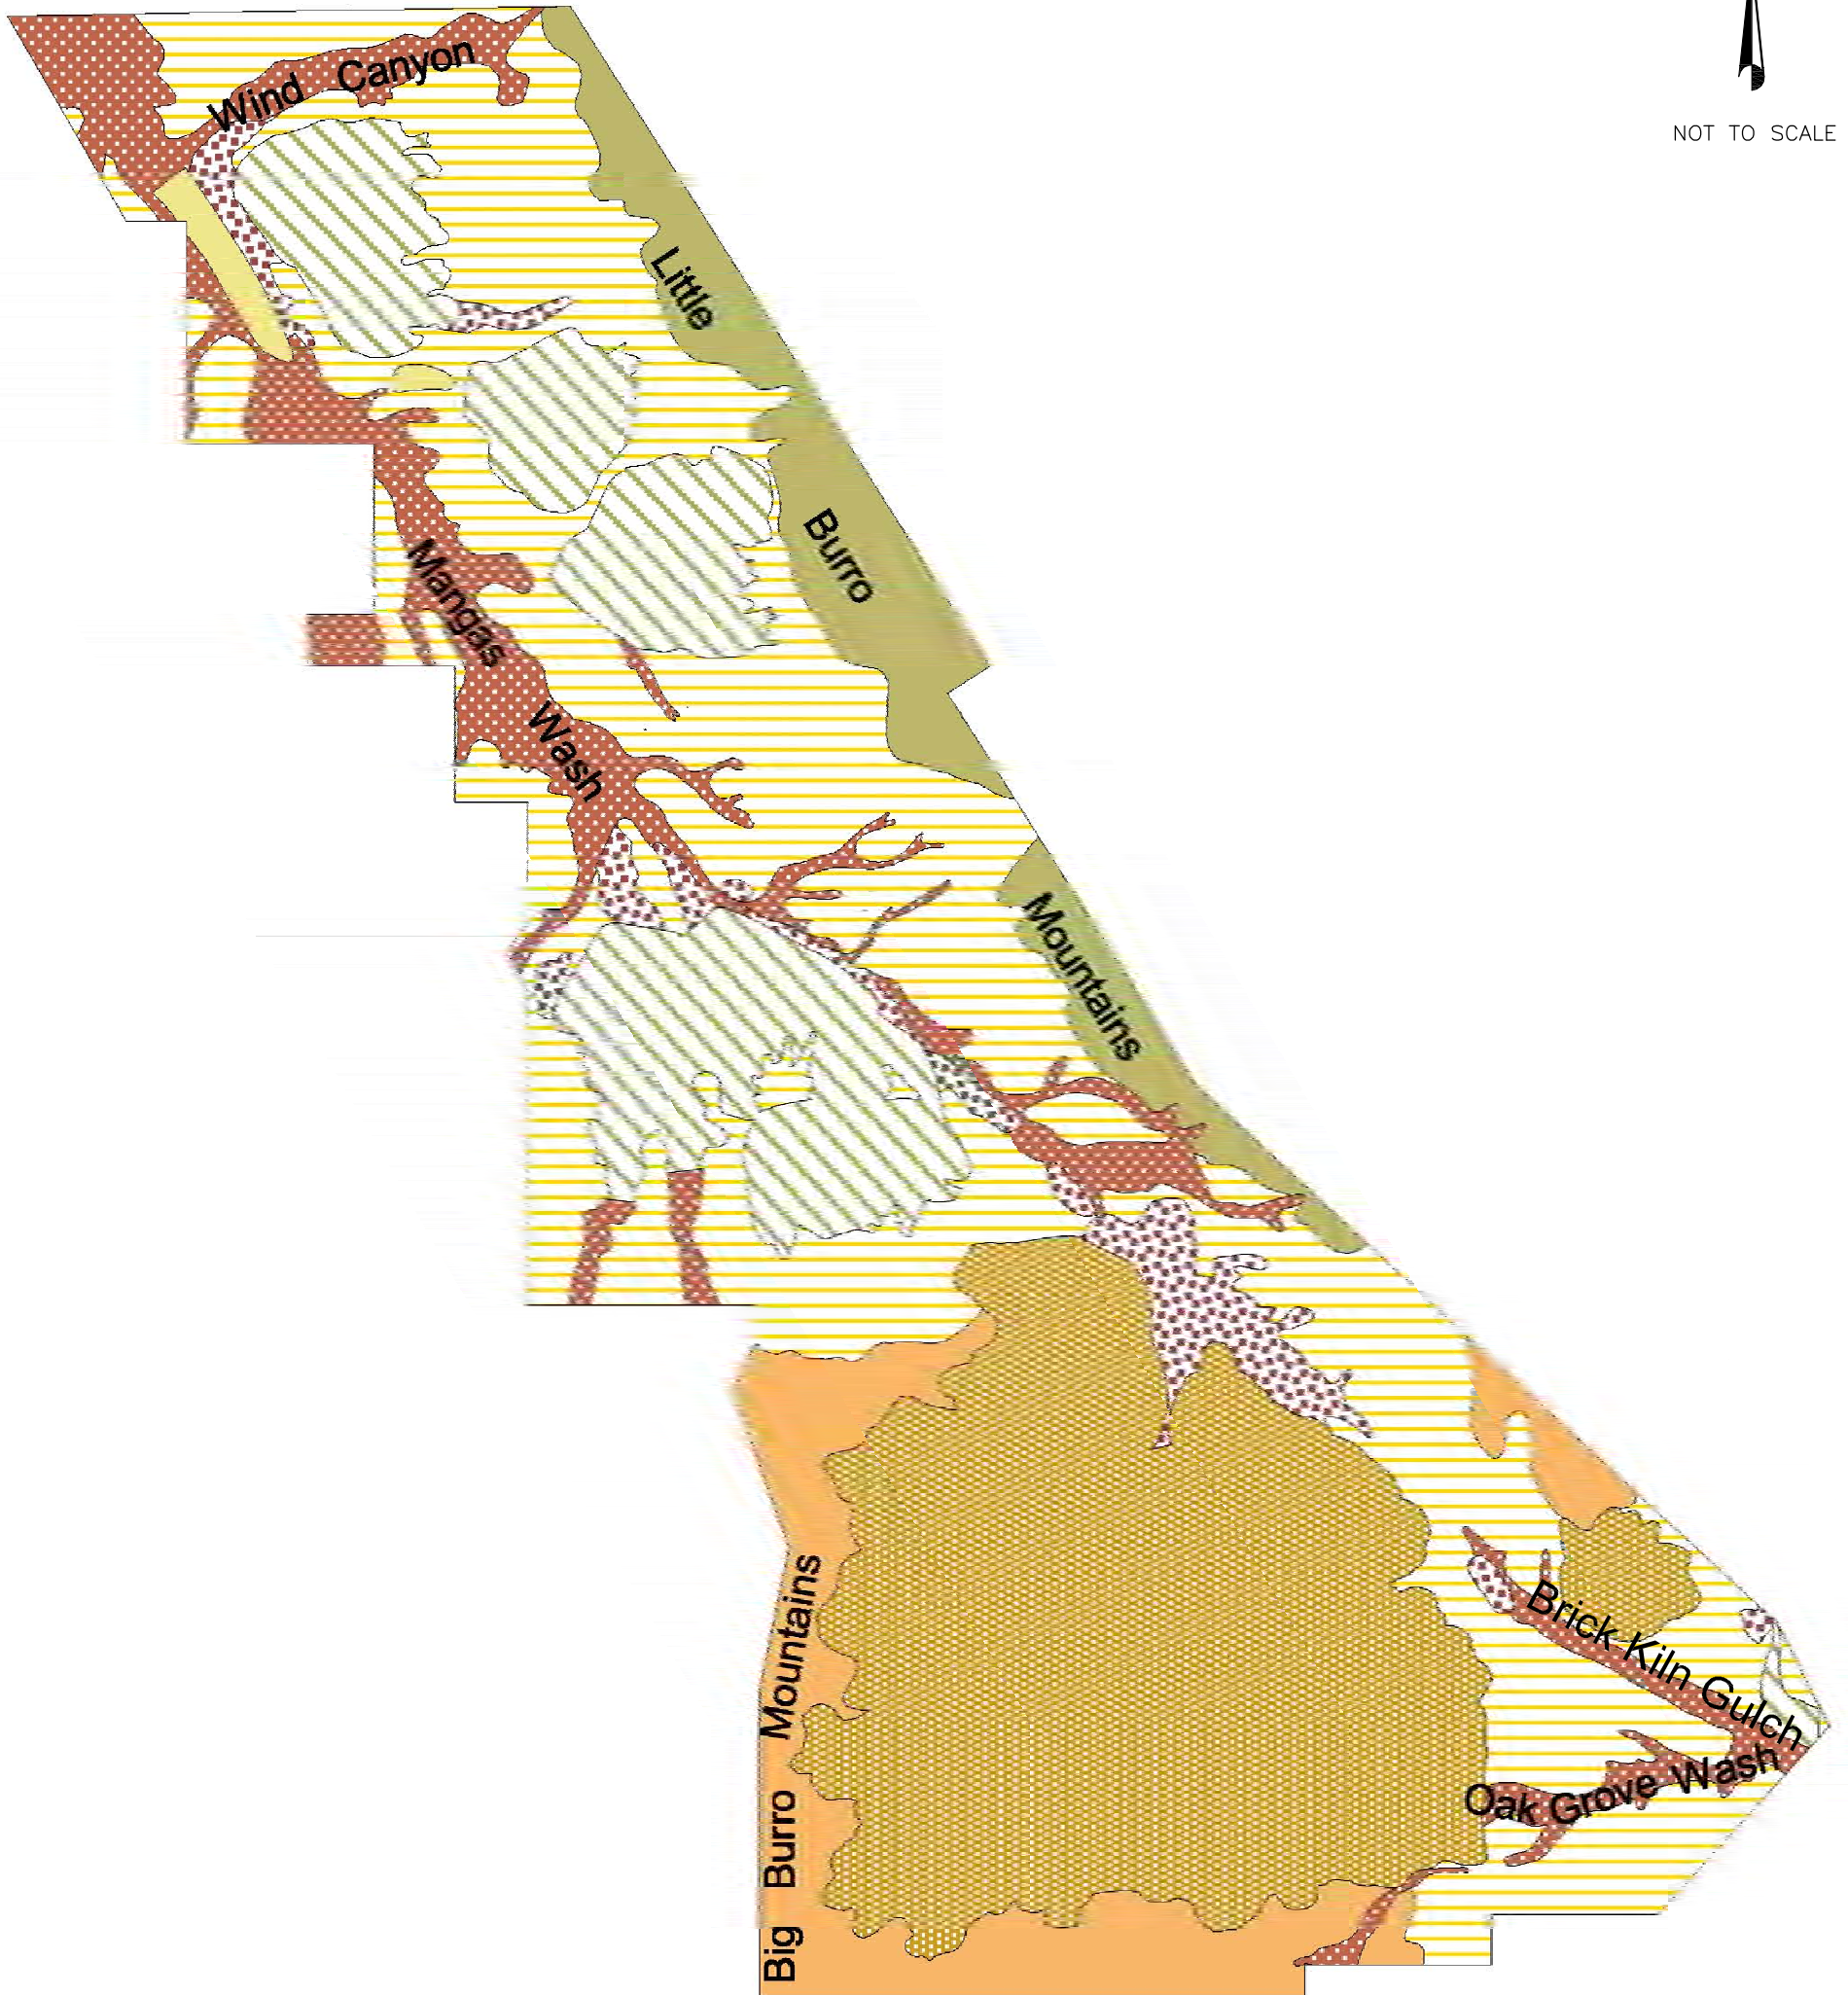 NOT TO SCALE
Wind Canyon
Little
Burro
Mangas
Wash
Mountains
Big Burro Mountains
Brick Kiln Gulch
Oak Grove Wash